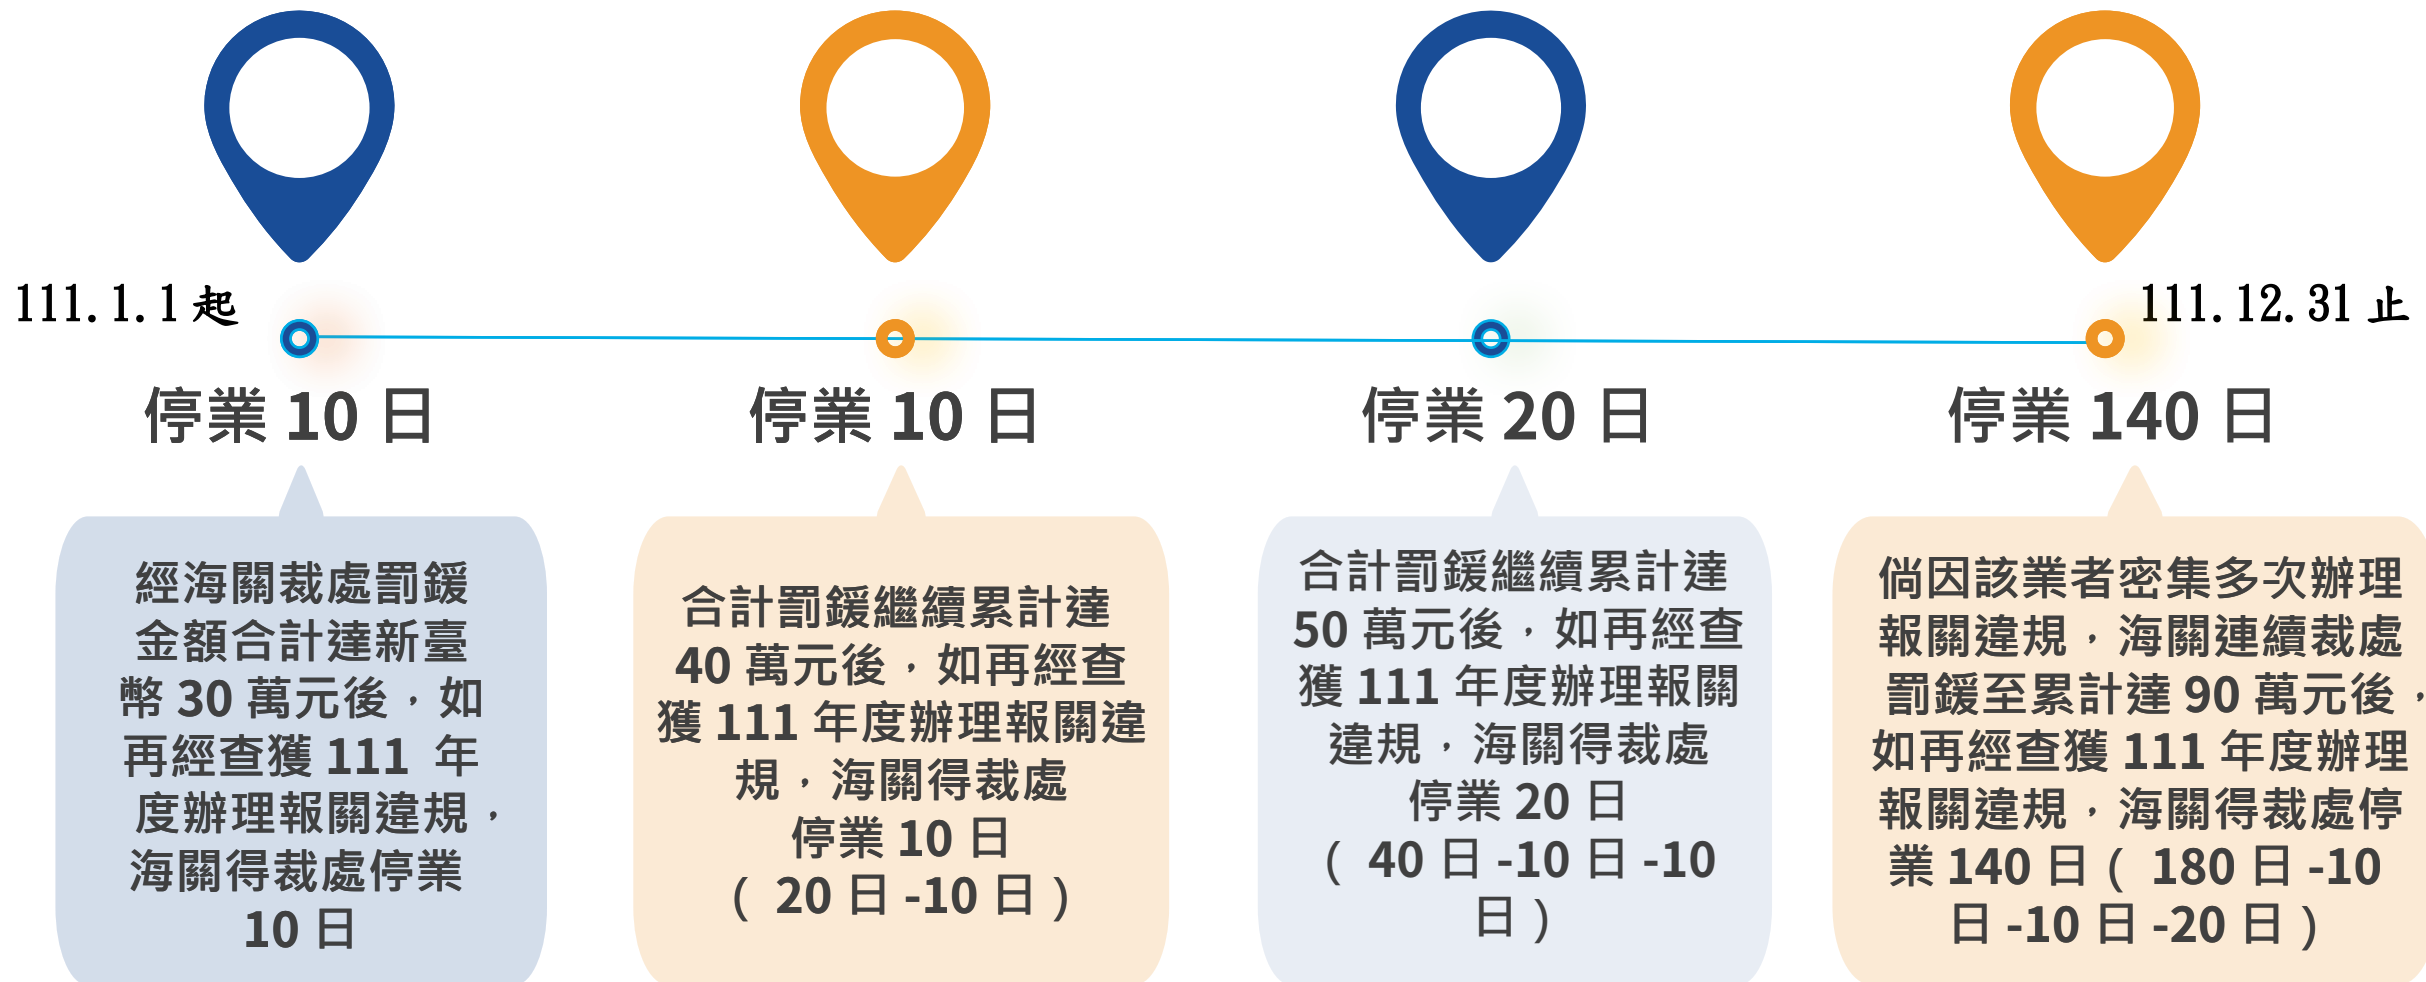 111.1.1起
111.12.31止
停業 10 日
經海關裁處罰鍰
金額合計達新臺
幣 30 萬元後，如
再經查獲 111 年
度辦理報關違規，
海關得裁處停業
10 日
停業 10 日
合計罰鍰繼續累計達
40 萬元後，如再經查
獲 111 年度辦理報關違
規，海關得裁處
停業 10 日
( 20 日 -10 日 )
停業 20 日
合計罰鍰繼續累計達
50 萬元後，如再經查
獲 111 年度辦理報關
違規，海關得裁處
停業 20 日
( 40 日 -10 日 -10
日 )
停業 140 日
倘因該業者密集多次辦理
報關違規，海關連續裁處
罰鍰至累計達 90 萬元後，
如再經查獲 111 年度辦理
報關違規，海關得裁處停
業 140 日 ( 180 日 -10
日 -10 日 -20 日 )